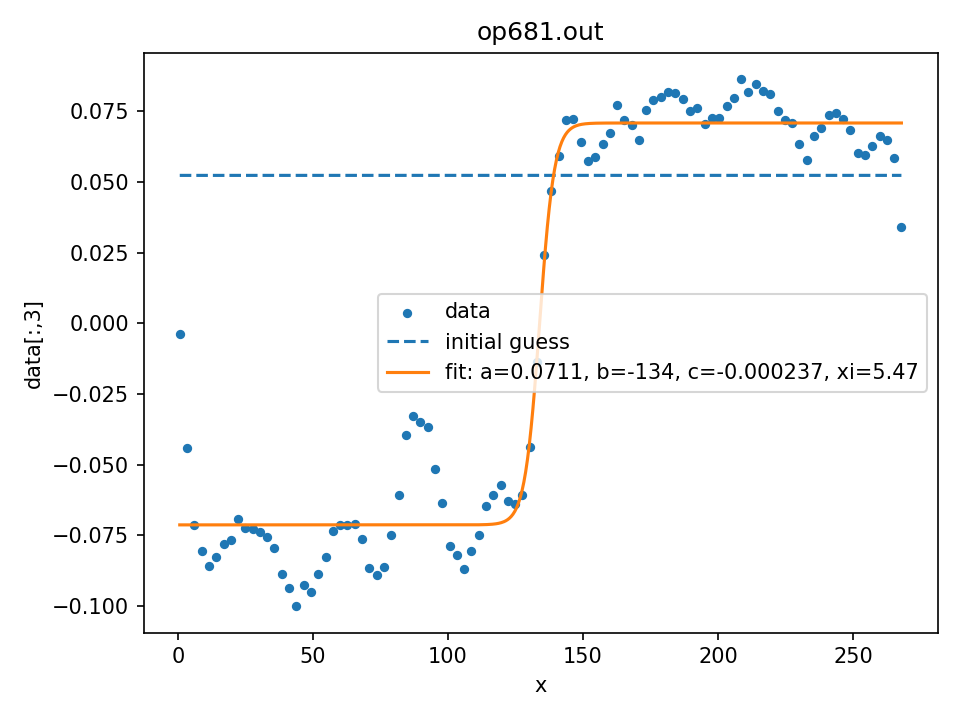 op681.out
0.075
0.050
0.025
0.000
−0.025
−0.050
−0.075
−0.100
data[:,3]
data
initial guess
fit: a=0.0711, b=-134, c=-0.000237, xi=5.47
0 50 100 150 200 250
x